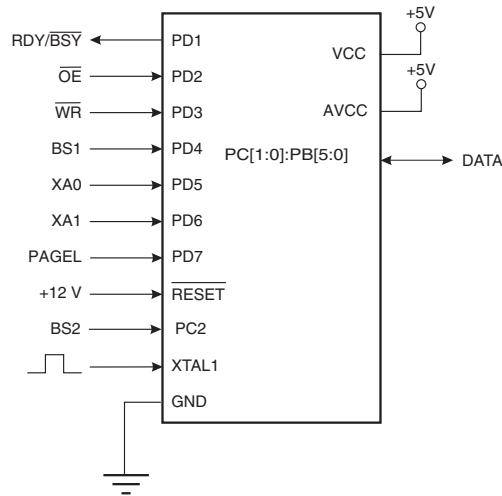 RDY/BSY PD1
OE PD2
WR PD3
BS1 PD4
XA0 PD5
XA1 PD6
PAGEL PD7
+12 V RESET
BS2 PC2
XTAL1
GND
+5V
VCC
+5V
AVCC
PC[1:0]:PB[5:0]
DATA